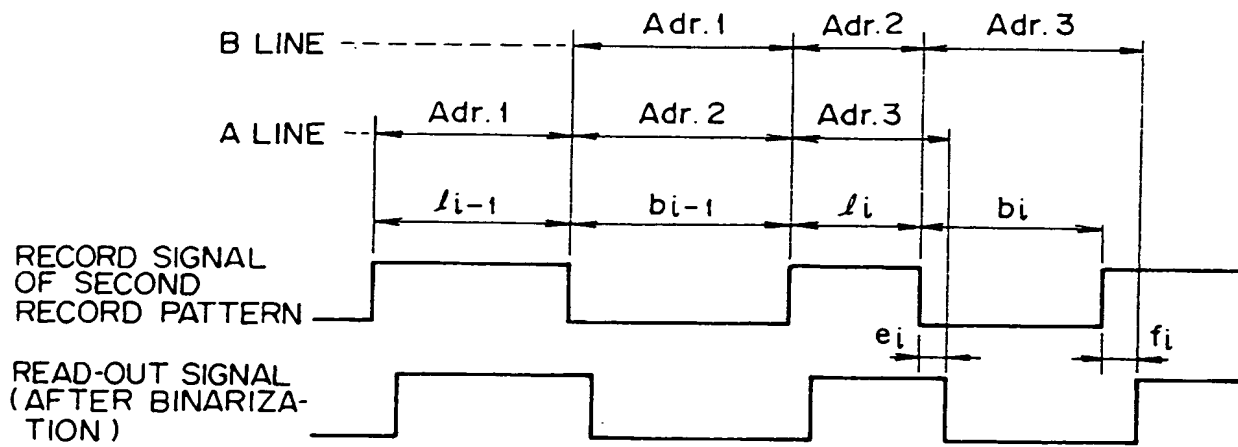 Adr.1 Adr.2 Adr.3
B LINE
Adr.1 Adr.2 Adr.3
A LINE
ℓi-1 bi-1 ℓi bi
RECORD SIGNAL
OF SECOND
RECORD PATTERN
ei fi
READ-OUT SIGNAL
(AFTER BINARIZA-
TION)